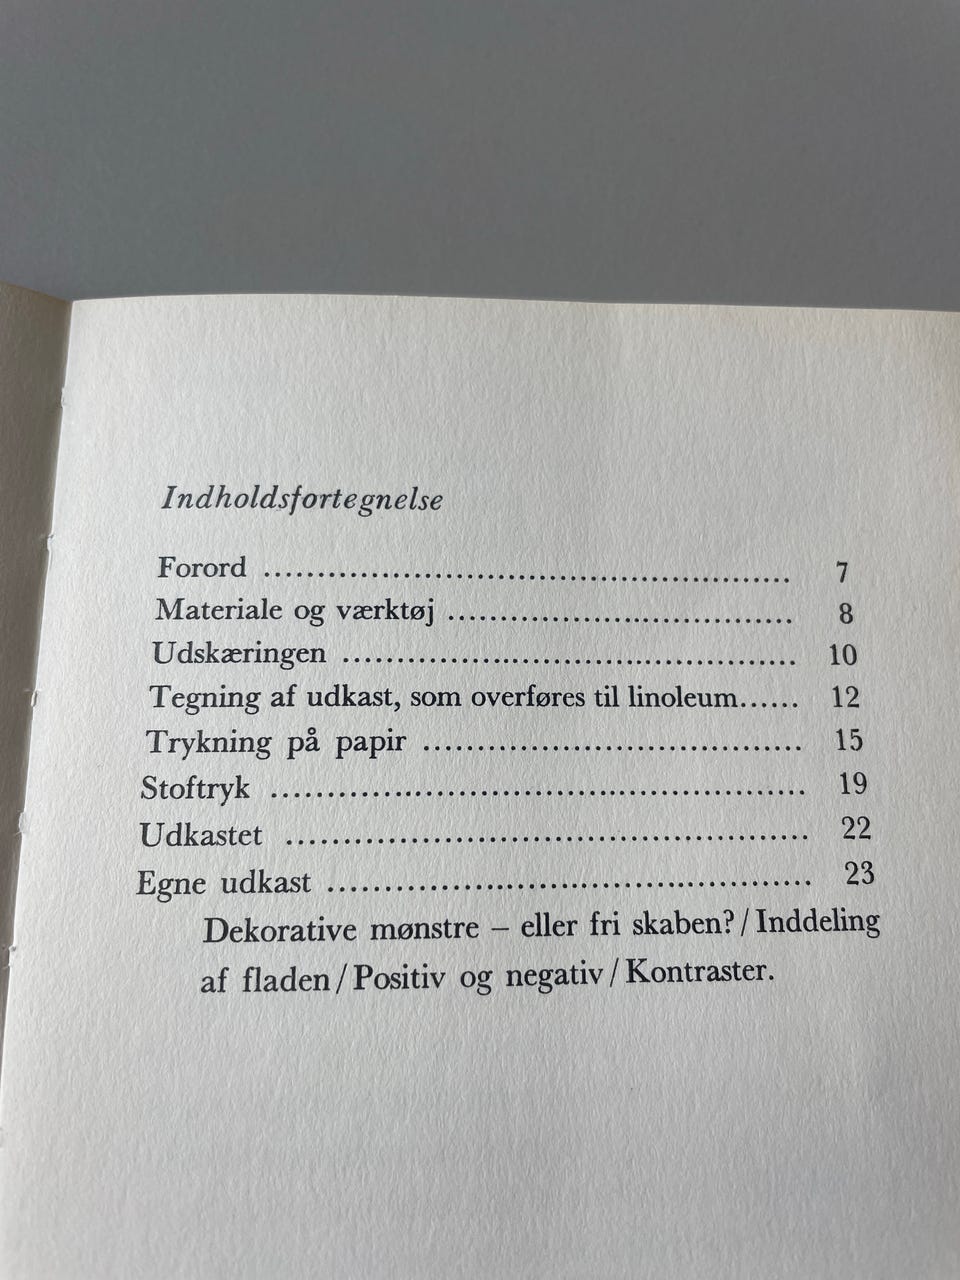 Indholdsfortegnelse
Forord ........................................................ 7
Materiale og værktøj ...................................... 8
Udskæringen .................................................. 10
Tegning af udkast, som overføres til linoleum...... 12
Trykning på papir .......................................... 15
Stoftryk ........................................................ 19
Udkastet ...................................................... 22
Egne udkast .................................................. 23
Dekorative mønstre – eller fri skaben? / Inddeling
af fladen / Positiv og negativ / Kontraster.